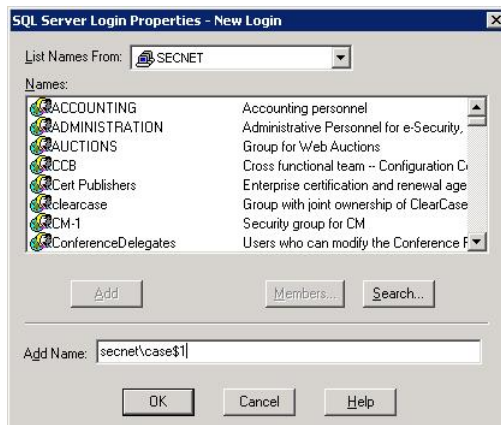 SQL Server Login Properties - New Login
List Names From: SECNET
Names:
ACCOUNTING Accounting personnel
ADMINISTRATION Administrative Personnel for e-Security,
AUCTIONS Group for Web Auctions
CCB Cross functional team -- Configuration
Cert Publishers Enterprise certification and renewal age
clearcase Group with joint ownership of ClearCase
CM-1 Security group for CM
ConferenceDelegates Users who can modify the Conference
Add Members... Search...
Add Name: secnet\case$1
OK Cancel Help